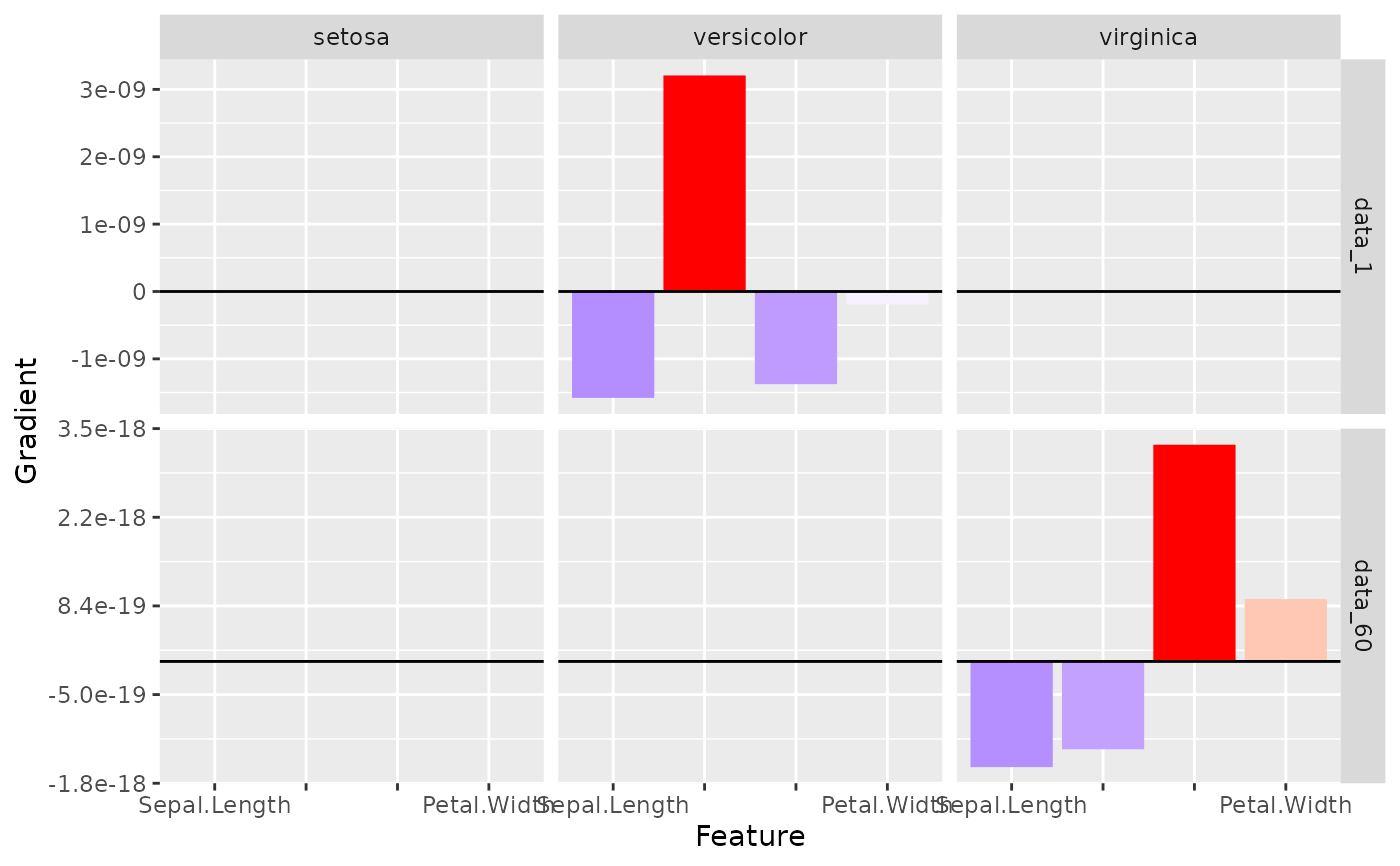 setosa
versicolor
virginica
3e-09
2e-09
1e-09
0
-1e-09
data_1
3.5e-18
2.2e-18
8.4e-19
-5.0e-19
-1.8e-18
data_60
Gradient
Sepal.Length
Petal.Width
Sepal.Length
Petal.Width
Sepal.Length
Petal.Width
Feature